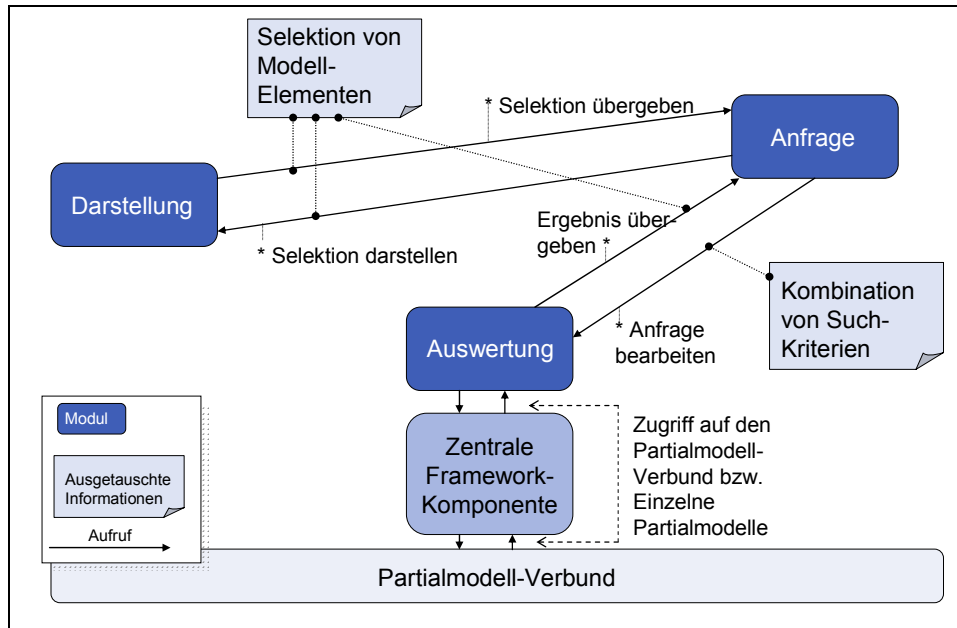 Selektion von
Modell-
Elementen
* Selektion übergeben
Anfrage
Darstellung
Ergebnis über-
geben *
* Selektion darstellen
Kombination
von Such-
Kriterien
* Anfrage
bearbeiten
Auswertung
Modul
Ausgetauschte
Informationen
Aufruf
Zentrale
Framework-
Komponente
Zugriff auf den
Partialmodell-
Verbund bzw.
Einzelne
Partialmodelle
Partialmodell-Verbund